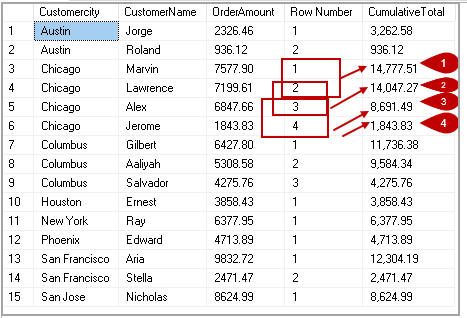 Customercity CustomerName OrderAmount Row Number CumulativeTotal
1 Austin Jorge 2326.46 1 3,262.58
2 Austin Roland 936.12 2 936.12
3 Chicago Marvin 7577.90 1 14,777.51 1
4 Chicago Lawrence 7199.61 2 14,047.27 2
5 Chicago Alex 6847.66 3 8,691.49 3
6 Chicago Jerome 1843.83 4 1,843.83 4
7 Columbus Gilbert 6427.80 1 11,736.38
8 Columbus Aaliyah 5308.58 2 9,584.34
9 Columbus Salvador 4275.76 3 4,275.76
10 Houston Ernest 3858.43 1 3,858.43
11 New York Ray 6377.95 1 6,377.95
12 Phoenix Edward 4713.89 1 4,713.89
13 San Francisco Aria 9832.72 1 12,304.19
14 San Francisco Stella 2471.47 2 2,471.47
15 San Jose Nicholas 8624.99 1 8,624.99